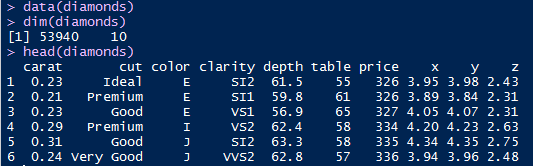 > data(diamonds)
> dim(diamonds)
[1] 53940    10
> head(diamonds)
  carat       cut color clarity depth table price    x    y    z
1  0.23     Ideal     E     SI2  61.5    55   326 3.95 3.98 2.43
2  0.21   Premium     E     SI1  59.8    61   326 3.89 3.84 2.31
3  0.23      Good     E     VS1  56.9    65   327 4.05 4.07 2.31
4  0.29   Premium     I     VS2  62.4    58   334 4.20 4.23 2.63
5  0.31      Good     J     SI2  63.3    58   335 4.34 4.35 2.75
6  0.24 Very Good     J    VVS2  62.8    57   336 3.94 3.96 2.48